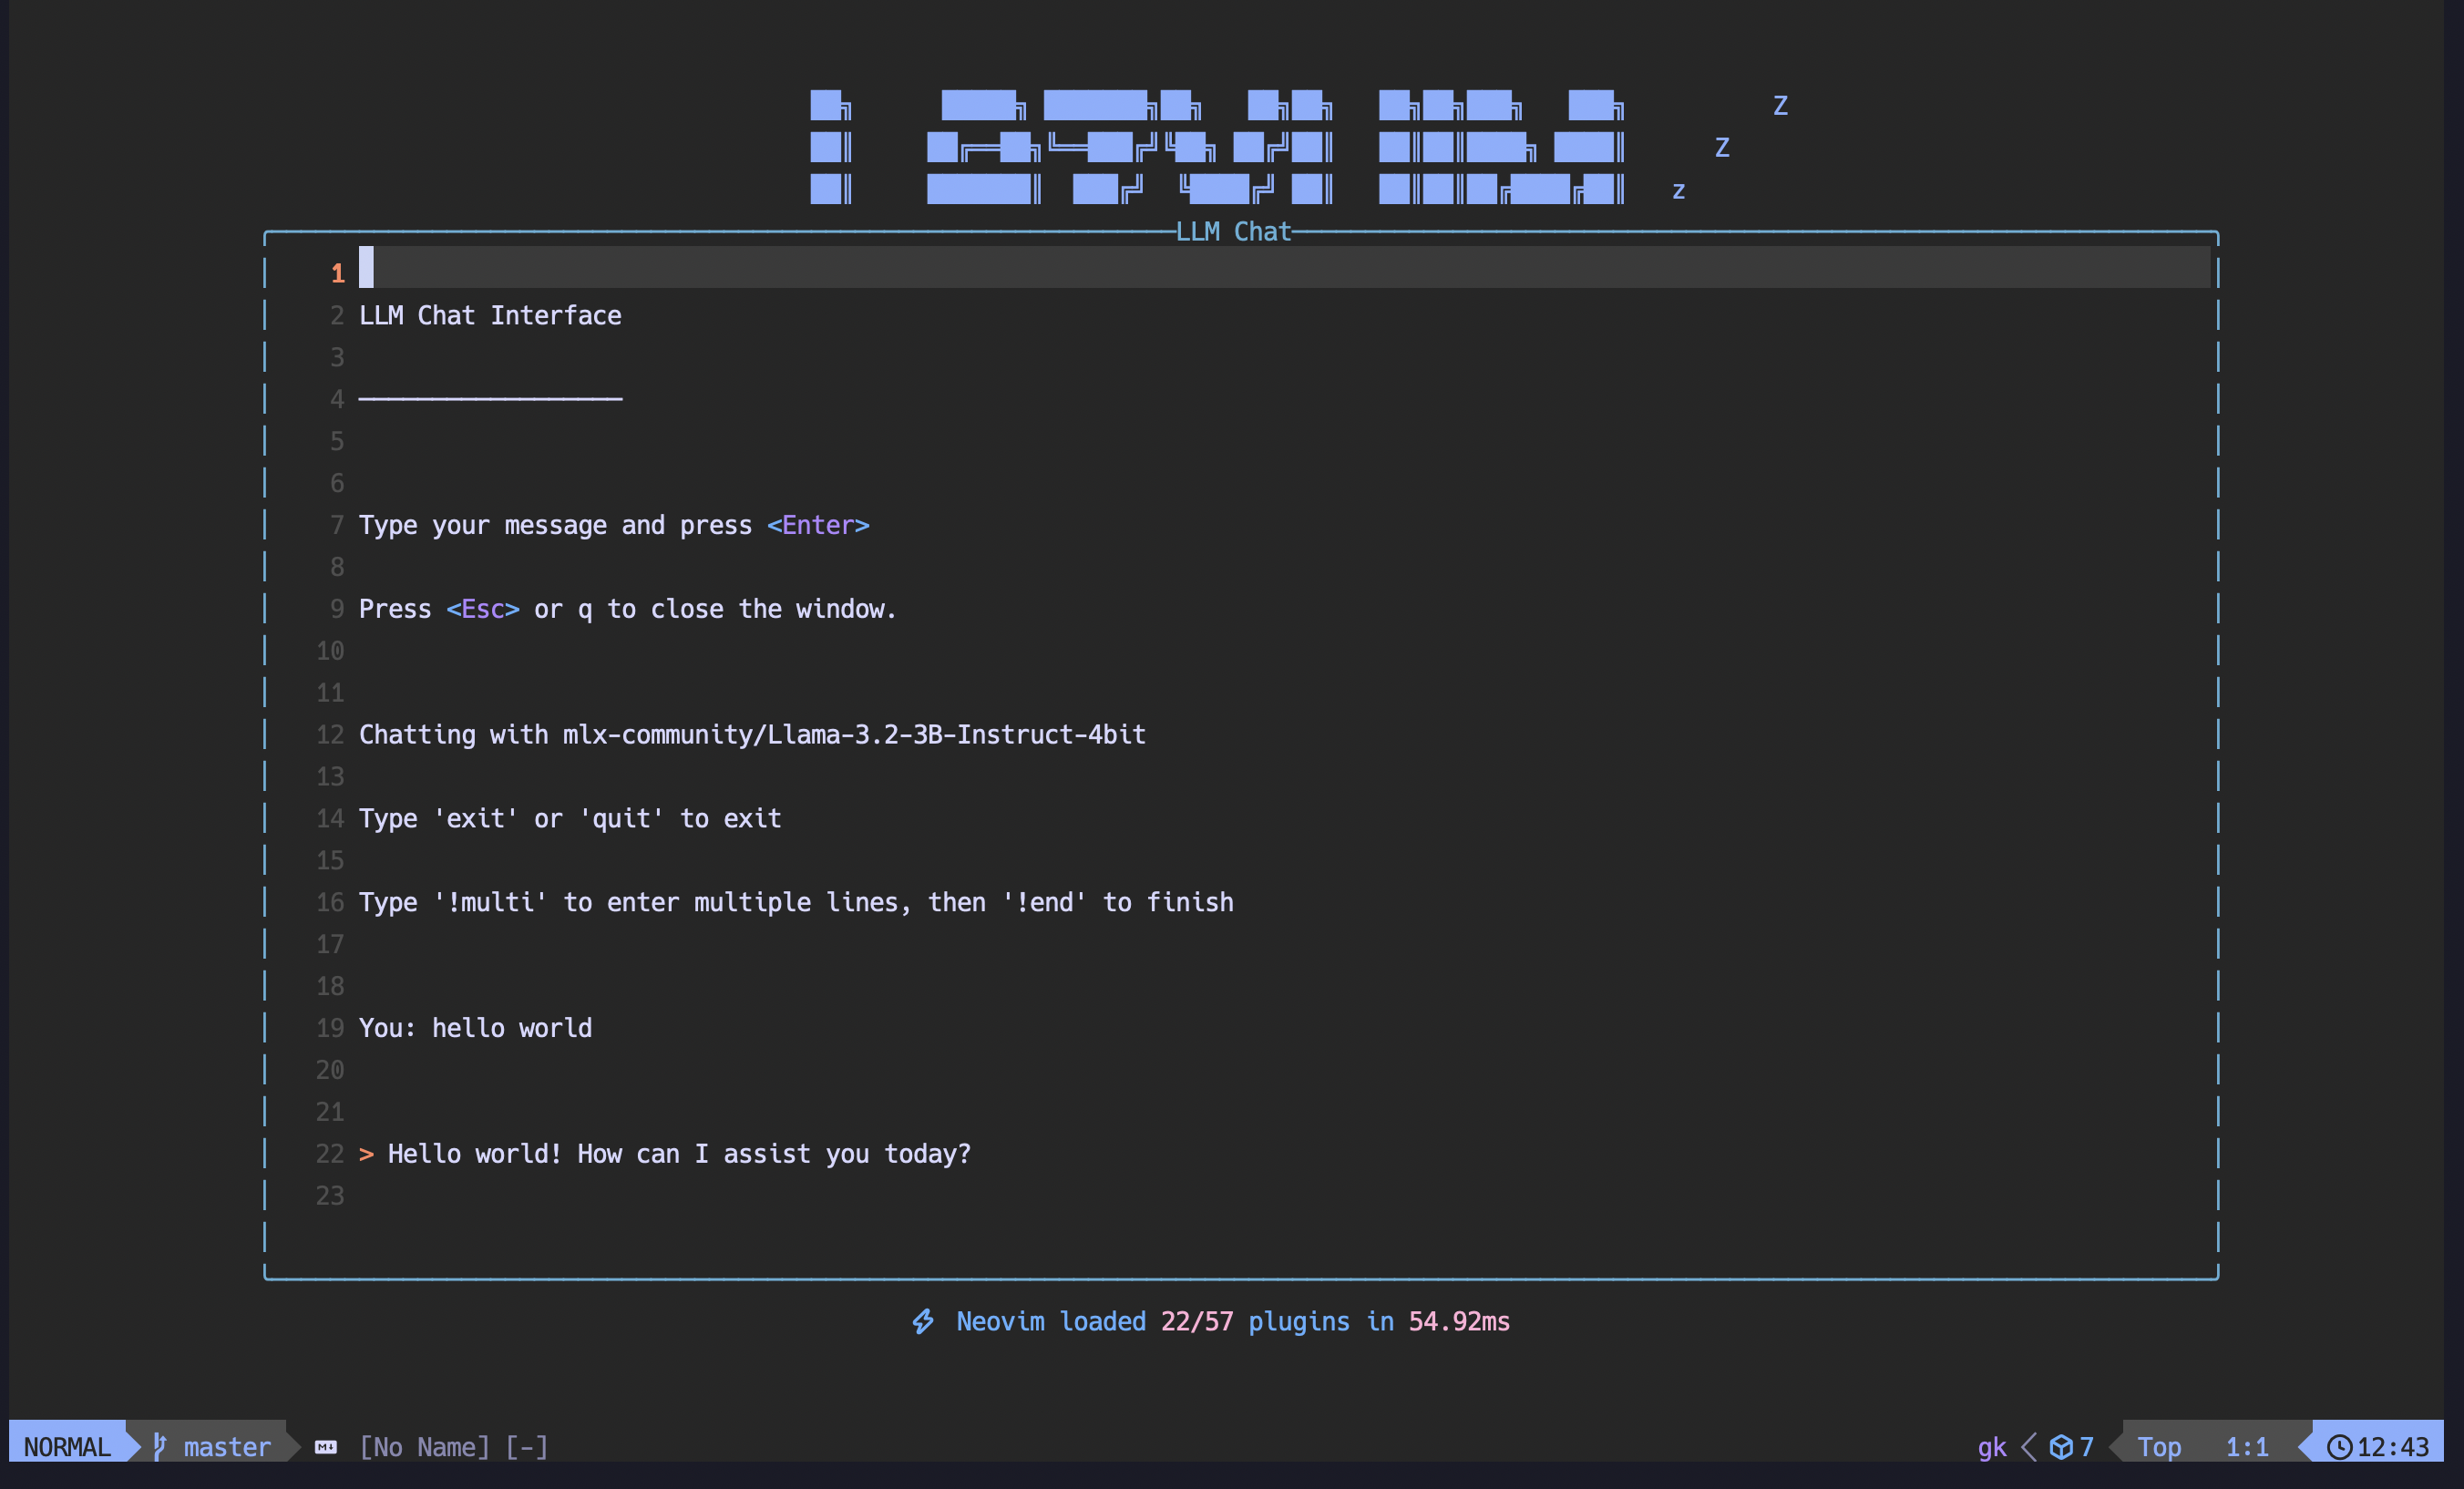 Z
Z
z
LLM Chat
1
2 LLM Chat Interface
3
4 ──────────────────
5
6
7 Type your message and press <Enter>
8
9 Press <Esc> or q to close the window.
10
11
12 Chatting with mlx-community/Llama-3.2-3B-Instruct-4bit
13
14 Type 'exit' or 'quit' to exit
15
16 Type '!multi' to enter multiple lines, then '!end' to finish
17
18
19 You: hello world
20
21
22 > Hello world! How can I assist you today?
23
Neovim loaded 22/57 plugins in 54.92ms
NORMAL master [No Name] [-] gk 7 Top 1:1 12:43